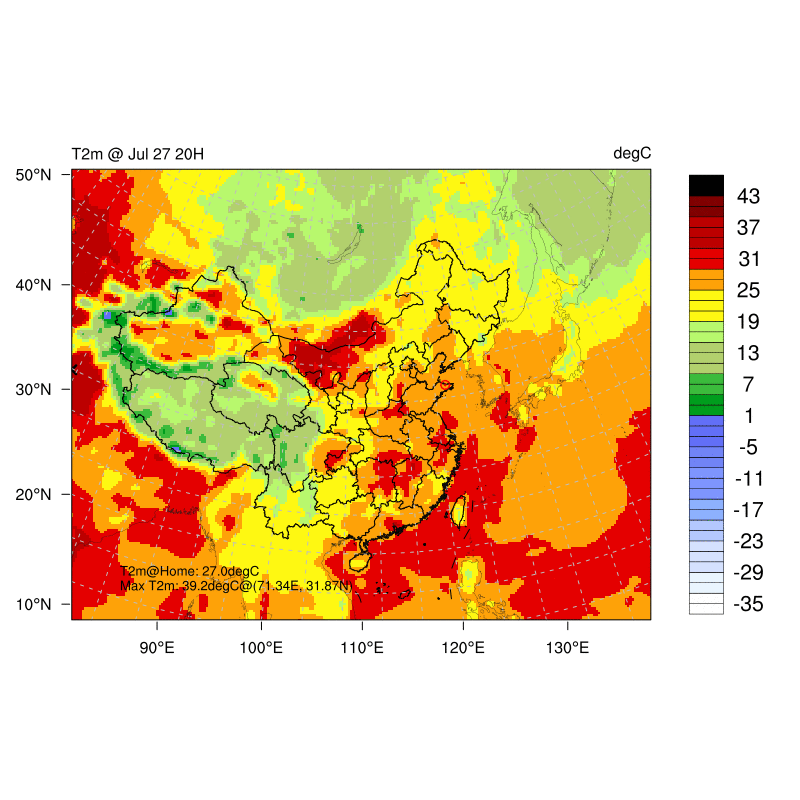 T2m @ Jul 27 20H
degC
50°N
40°N
30°N
20°N
10°N
90°E
100°E
110°E
120°E
130°E
T2m@Home: 27.0degC
Max T2m: 39.2degC@(71.34E, 31.87N)
43
37
31
25
19
13
7
1
-5
-11
-17
-23
-29
-35